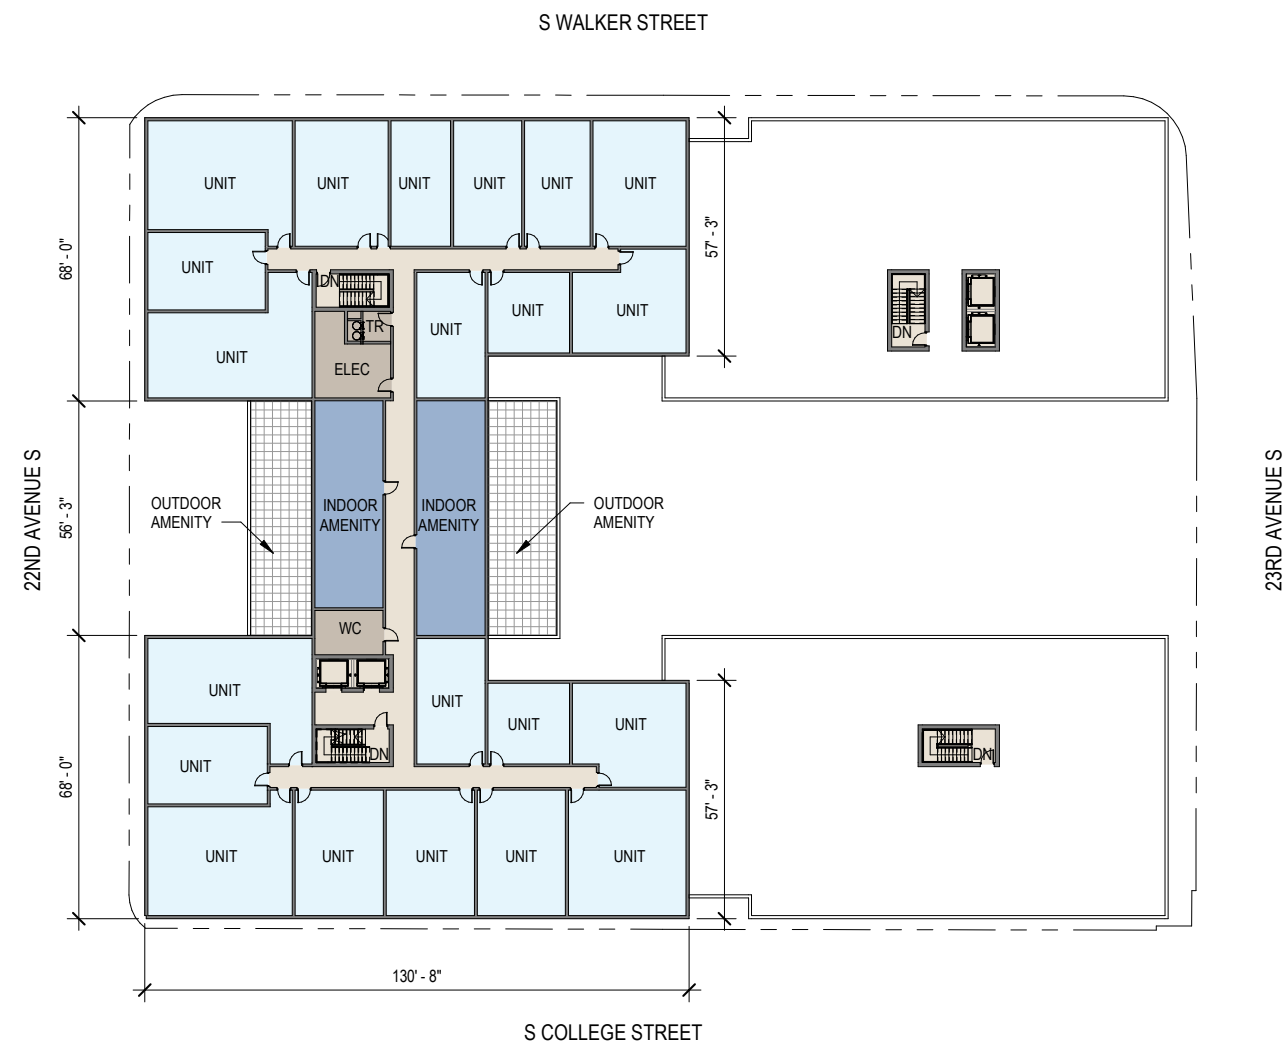 S WALKER STREET
UNIT
UNIT
UNIT
UNIT
UNIT
UNIT
68' - 0"
57' - 3"
UNIT
DN
UNIT
UNIT
UNIT
TR
UNIT
DN
UNIT
ELEC
22ND AVENUE S
56' - 3"
OUTDOOR
AMENITY
INDOOR
AMENITY
INDOOR
AMENITY
OUTDOOR
AMENITY
23RD AVENUE S
WC
UNIT
UNIT
UNIT
UNIT
DN
DN
UNIT
68' - 0"
57' - 3"
UNIT
UNIT
UNIT
UNIT
UNIT
130' - 8"
S COLLEGE STREET